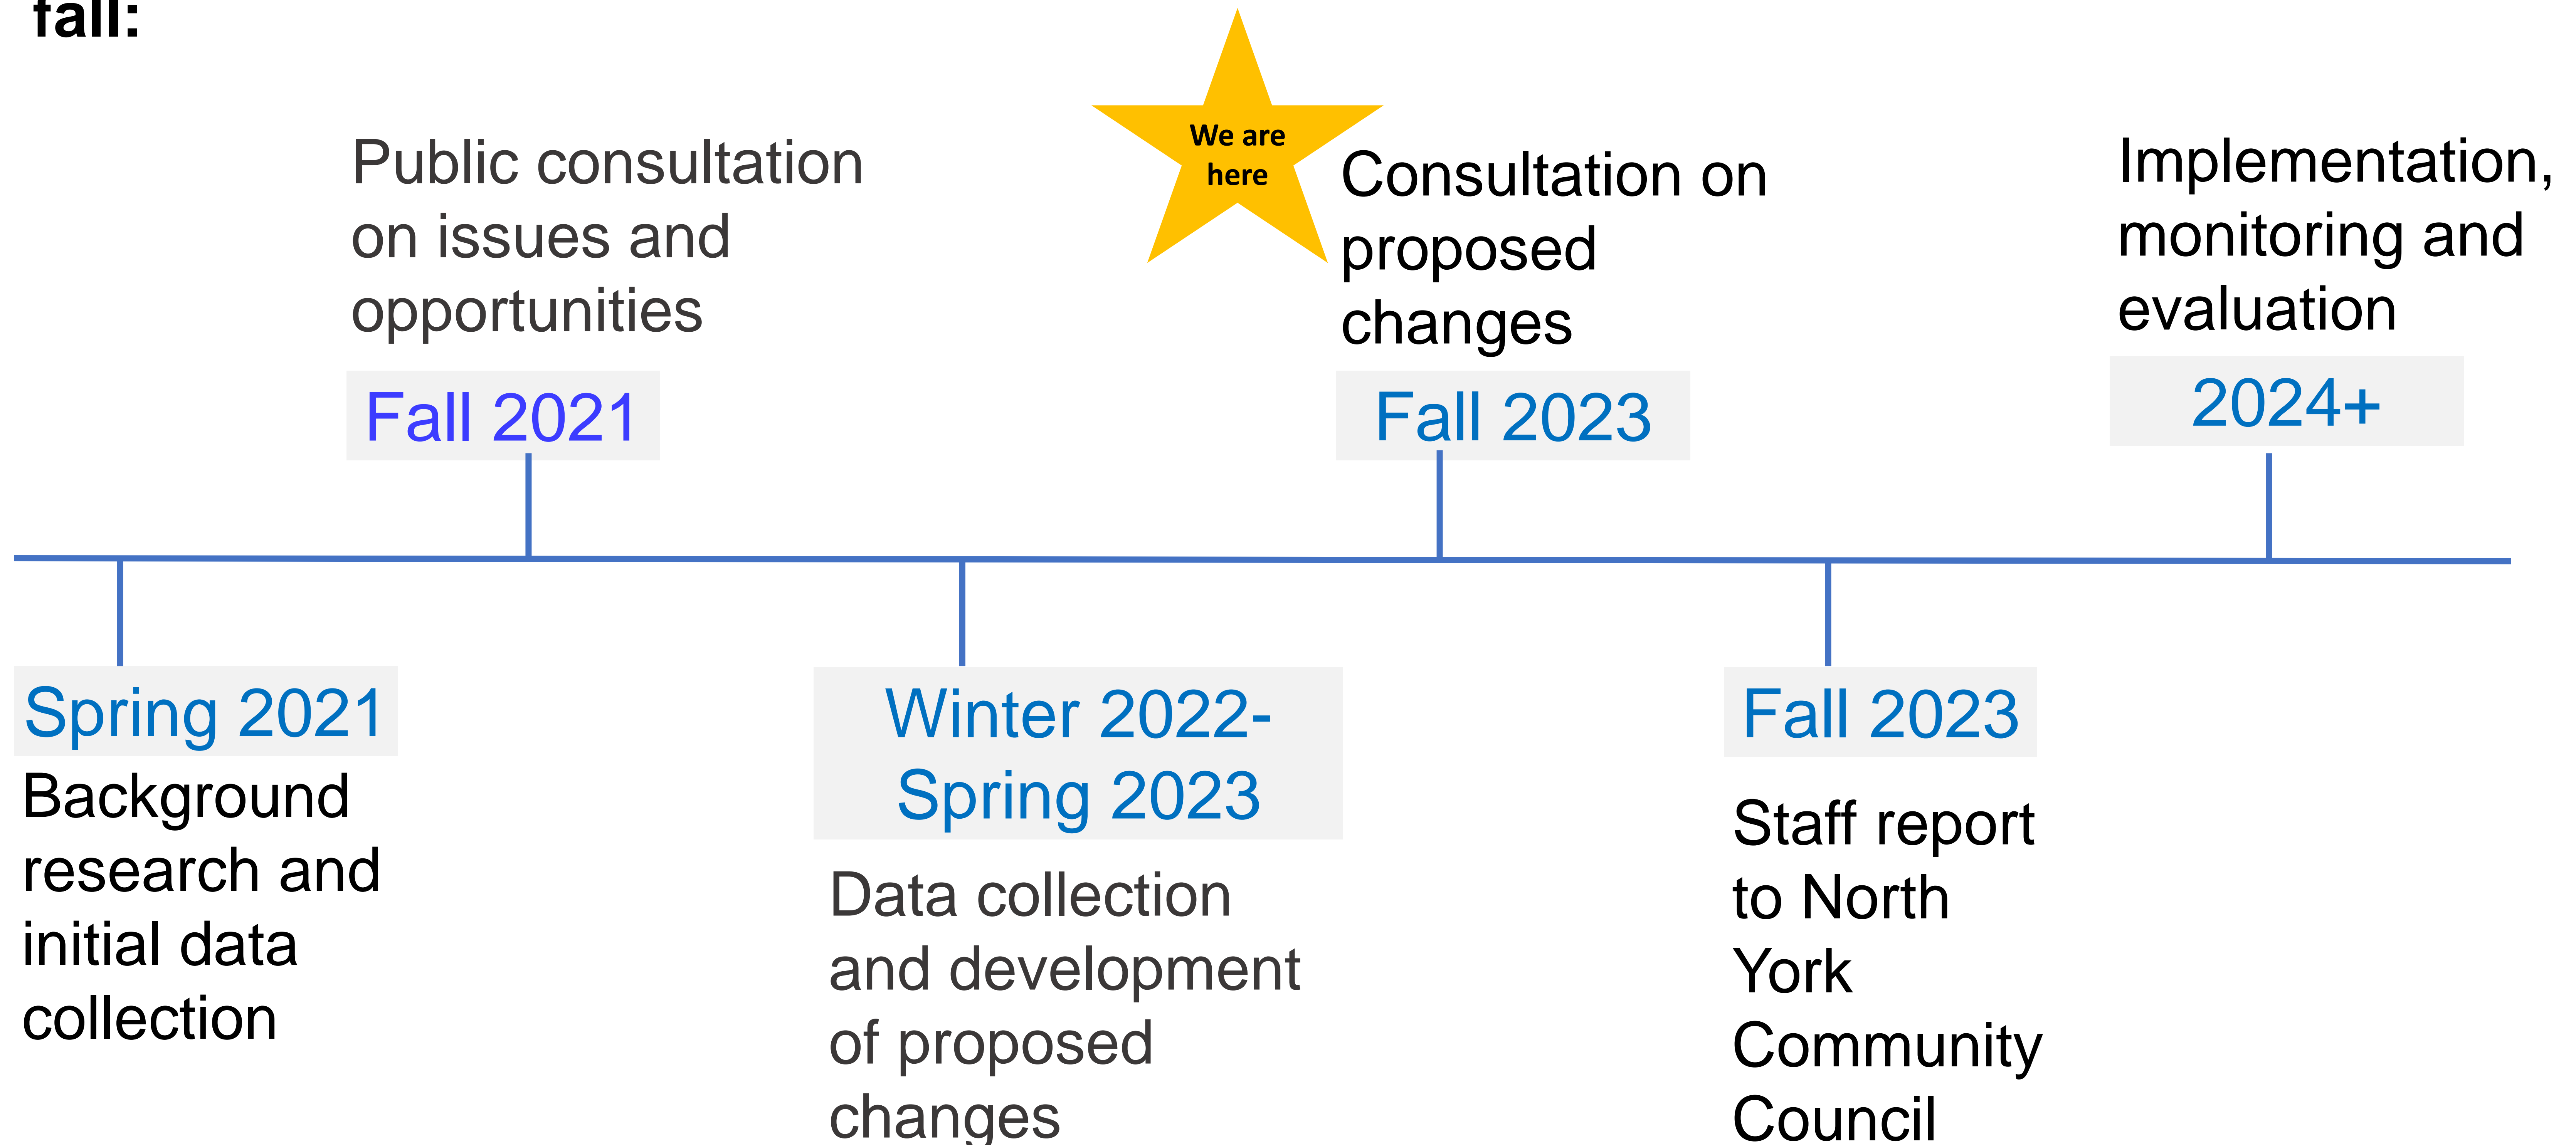 fall:
We are
here
Public consultation
on issues and
opportunities
Fall 2021
Consultation on
proposed
changes
Fall 2023
Implementation,
monitoring and
evaluation
2024+
Spring 2021
Background
research and
initial data
collection
Winter 2022-
Spring 2023
Data collection
and development
of proposed
changes
Fall 2023
Staff report
to North
York
Community
Council